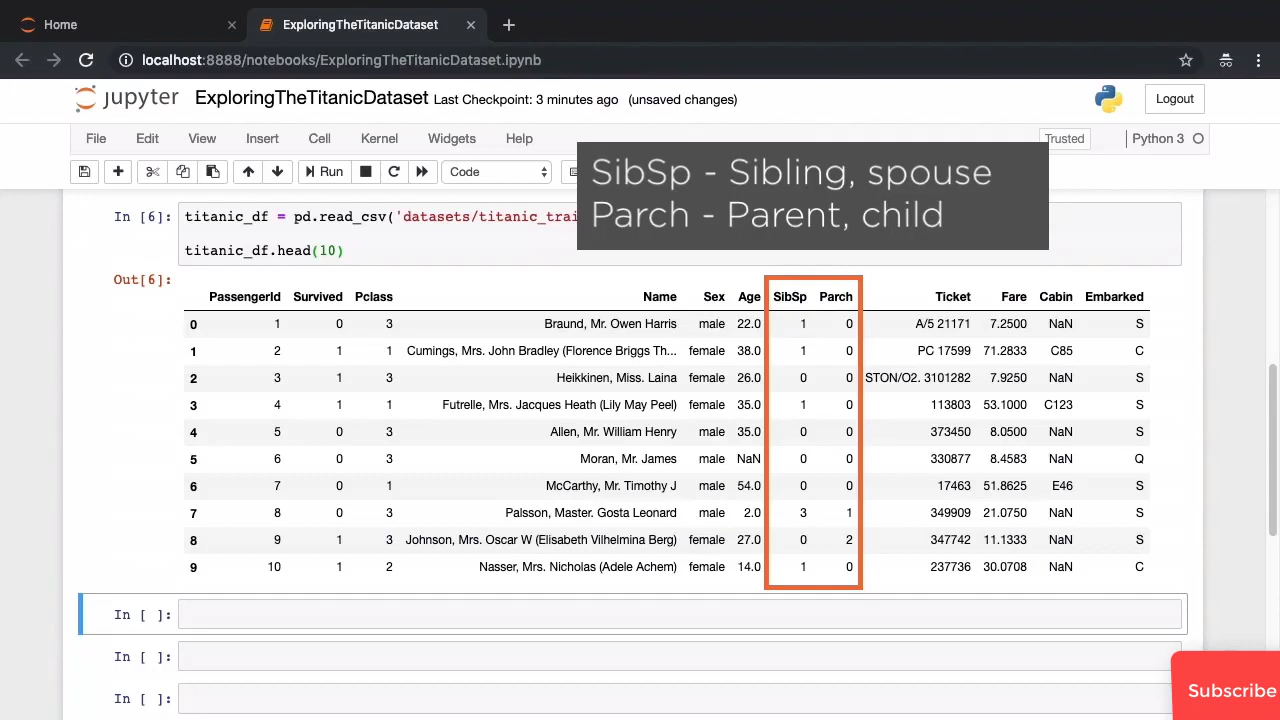 Home
ExploringTheTitanicDataset
localhost:8888/notebooks/ExploringTheTitanicDataset.ipynb
jupyter ExploringTheTitanicDataset Last Checkpoint: 3 minutes ago (unsaved changes)
Logout
File Edit View Insert Cell Kernel Widgets Help
Trusted
Python 3
Run
Code
SibSp - Sibling, spouse
Parch - Parent, child
In [6]: titanic_df = pd.read_csv('datasets/titanic_trai
titanic_df.head(10)
Out[6]:
PassengerId Survived Pclass Name Sex Age SibSp Parch Ticket Fare Cabin Embarked
0 1 0 3 Braund, Mr. Owen Harris male 22.0 1 0 A/5 21171 7.2500 NaN S
1 2 1 1 Cumings, Mrs. John Bradley (Florence Briggs Th... female 38.0 1 0 PC 17599 71.2833 C85 C
2 3 1 3 Heikkinen, Miss. Laina female 26.0 0 0 STON/O2. 3101282 7.9250 NaN S
3 4 1 1 Futrelle, Mrs. Jacques Heath (Lily May Peel) female 35.0 1 0 113803 53.1000 C123 S
4 5 0 3 Allen, Mr. William Henry male 35.0 0 0 373450 8.0500 NaN S
5 6 0 3 Moran, Mr. James male NaN 0 0 330877 8.4583 NaN Q
6 7 0 1 McCarthy, Mr. Timothy J male 54.0 0 0 17463 51.8625 E46 S
7 8 0 3 Palsson, Master. Gosta Leonard male 2.0 3 1 349909 21.0750 NaN S
8 9 1 3 Johnson, Mrs. Oscar W (Elisabeth Vilhelmina Berg) female 27.0 0 2 347742 11.1333 NaN S
9 10 1 2 Nasser, Mrs. Nicholas (Adele Achem) female 14.0 1 0 237736 30.0708 NaN C
In [ ]:
In [ ]:
In [ ]:
Subscribe